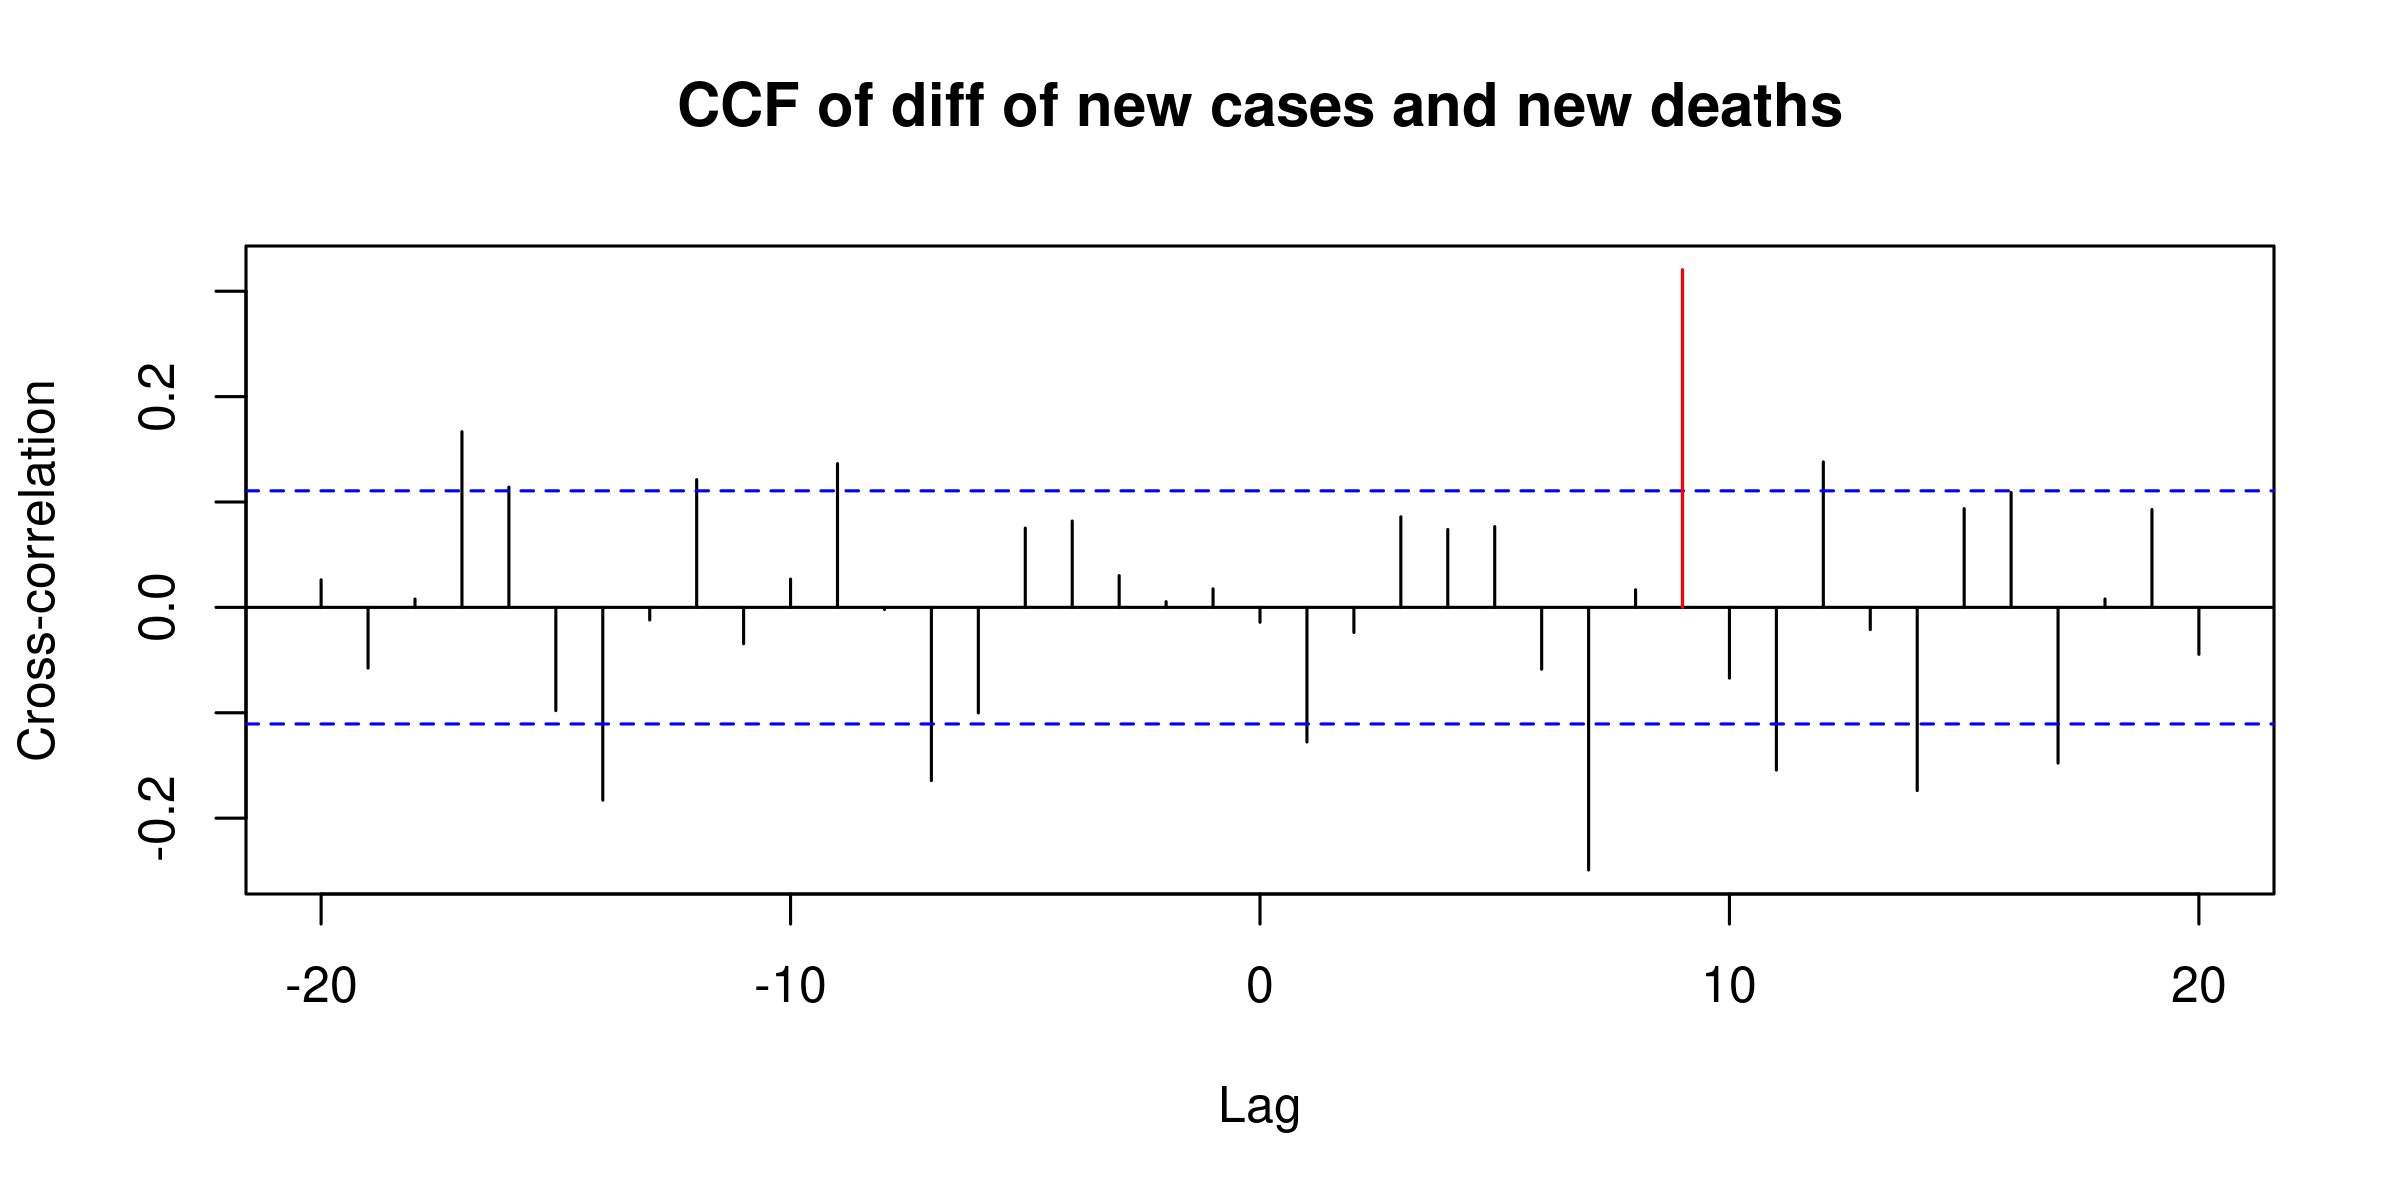 CCF of diff of new cases and new deaths
Cross-correlation
0.2
0.0
-0.2
-20 -10 0 10 20
Lag